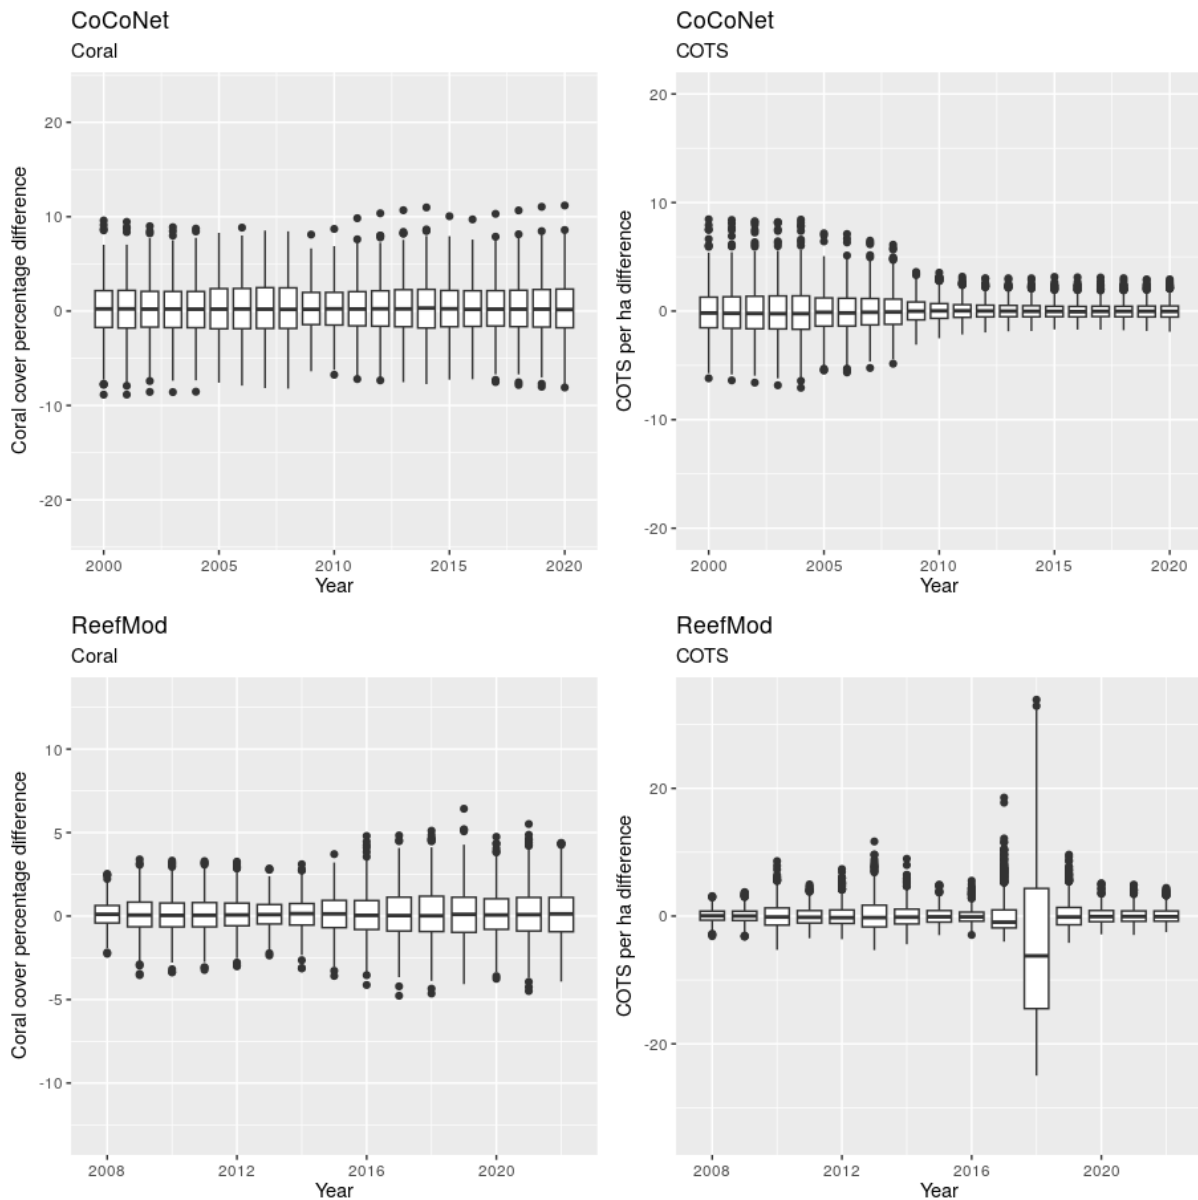 CoCoNet
Coral
Coral cover percentage difference
20
10
0
-10
-20
2000 2005 2010 2015 2020
Year
CoCoNet
COTS
COTS per ha difference
20
10
0
-10
-20
2000 2005 2010 2015 2020
Year
ReefMod
Coral
Coral cover percentage difference
10
5
0
-5
-10
2008 2012 2016 2020
Year
ReefMod
COTS
COTS per ha difference
20
0
-20
2008 2012 2016 2020
Year